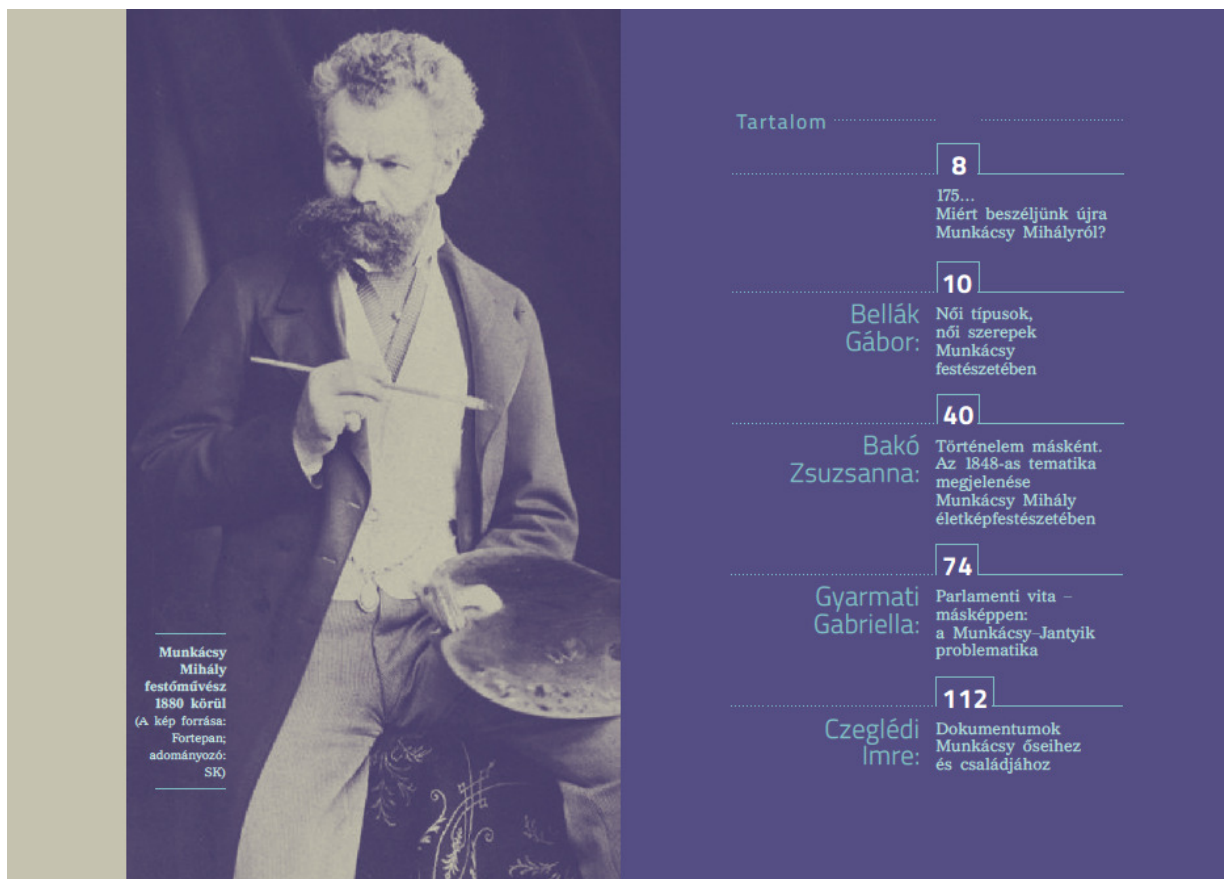 Munkácsy
Mihály
festőművész
1880 körül
(A kép forrása:
Fortepan;
adományozó:
SK)
Tartalom
8
175...
Miért beszéljünk újra
Munkácsy Mihályról?
10
Bellák
Gábor:
Női típusok,
női szerepek
Munkácsy
festészetében
40
Bakó
Zsuzsanna:
Történelem másként.
Az 1848-as tematika
megjelenése
Munkácsy Mihály
életképfestészetében
74
Gyarmati
Gabriella:
Parlamenti vita –
másképpen:
a Munkácsy–Jantyik
problematika
112
Czeglédi
Imre:
Dokumentumok
Munkácsy őseihez
és családjához